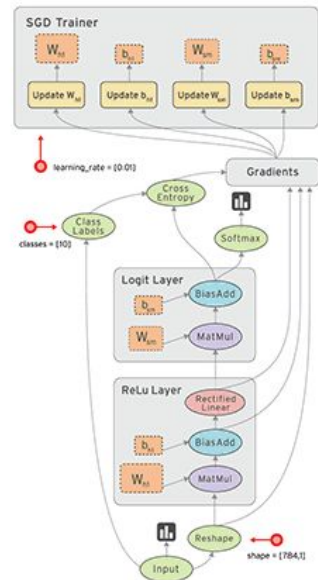 SGD Trainer
W_hl
b_hl
W_sm
b_sm
Update W_hl
Update b_hl
Update W_sm
Update b_sm
learning_rate = [0.01]
Gradients
Cross
Entropy
Class
Labels
classes = [10]
Softmax
Logit Layer
BiasAdd
b_sm
W_sm
MatMul
ReLu Layer
Rectified
Linear
b_hl
BiasAdd
W_hl
MatMul
Reshape
shape = [784,1]
Input